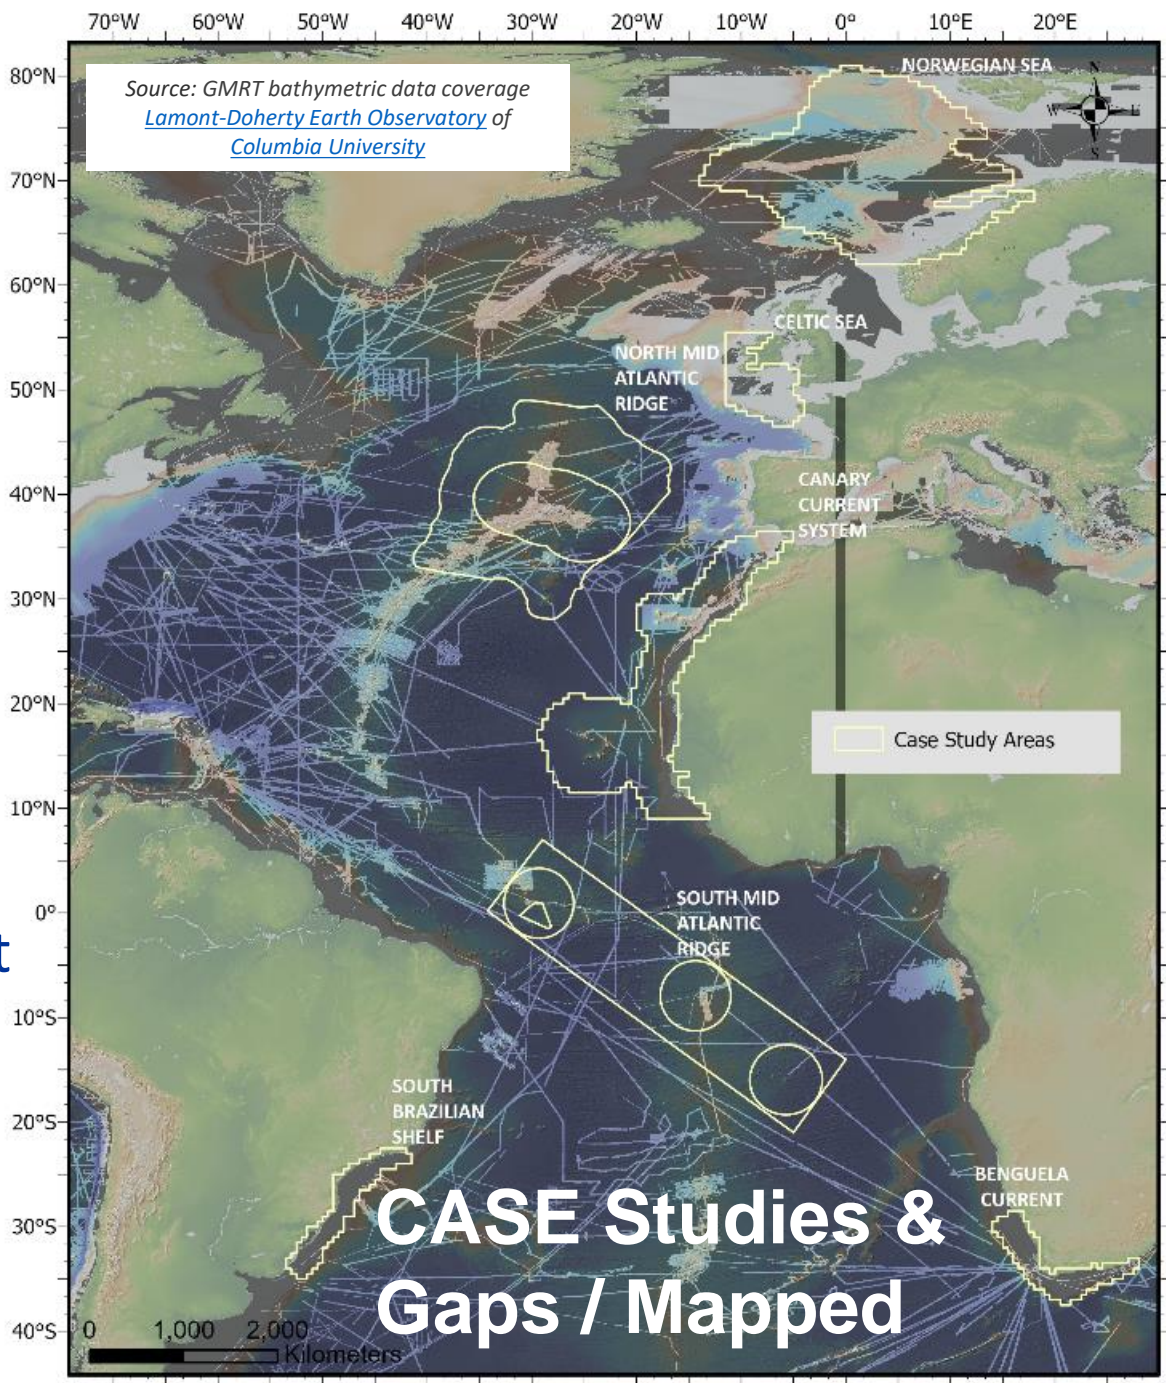 70°W 60°W 50°W 40°W 30°W 20°W 10°W 0° 10°E 20°E
80°N
70°N
60°N
50°N
40°N
30°N
20°N
10°N
0°
10°S
20°S
30°S
40°S
Source: GMRT bathymetric data coverage
Lamont-Doherty Earth Observatory of
Columbia University
NORWEGIAN SEA
N
W E
S
CELTIC SEA
NORTH MID
ATLANTIC
RIDGE
CANARY
CURRENT
SYSTEM
Case Study Areas
SOUTH MID
ATLANTIC
RIDGE
t
SOUTH
BRAZILIAN
SHELF
BENGUELA
CURRENT
CASE Studies &
Gaps / Mapped
0 1,000 2,000
Kilometers